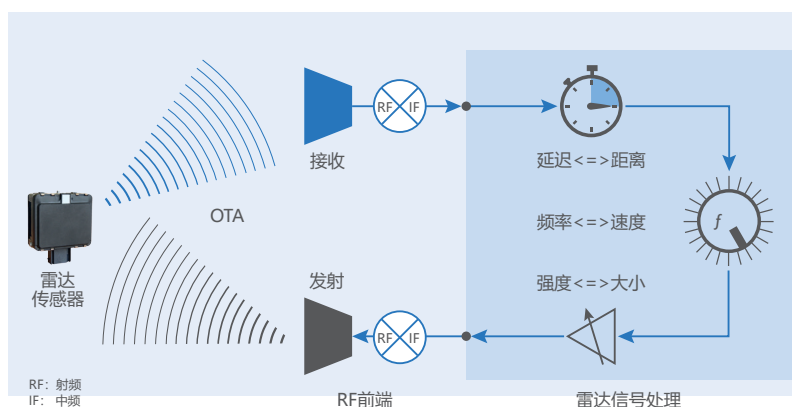 RF
IF
接收
延迟<=>距离
OTA
频率<=>速度
f
雷达
传感器
发射
强度<=>大小
RF
IF
RF：射频
IF： 中频
RF前端
雷达信号处理